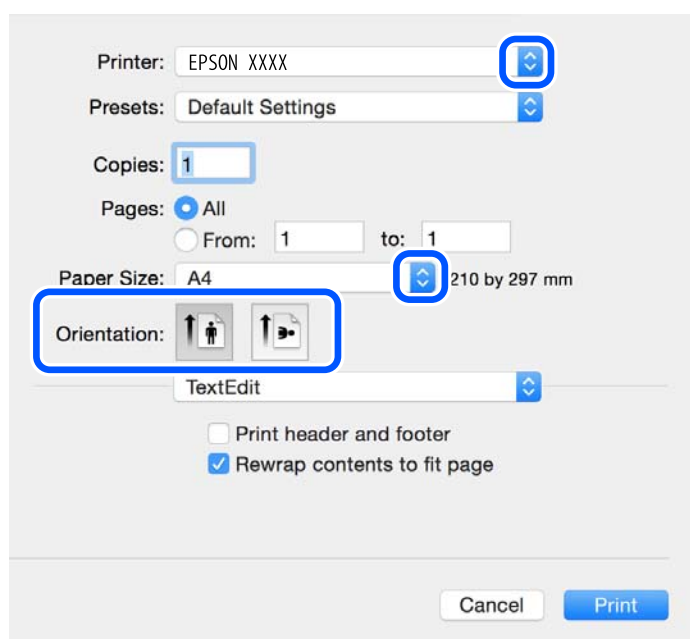 Printer: EPSON XXXX
Presets: Default Settings
Copies: 1
Pages: All
From: 1 to: 1
Paper Size: A4 210 by 297 mm
Orientation:
TextEdit
Print header and footer
Rewrap contents to fit page
Cancel Print